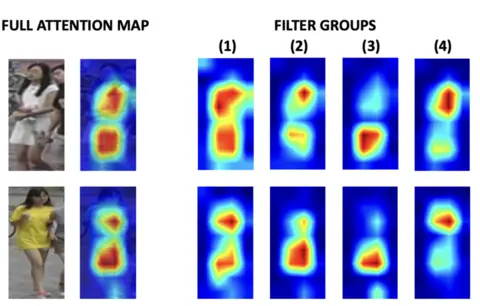 FULL ATTENTION MAP
FILTER GROUPS
(1) (2) (3) (4)